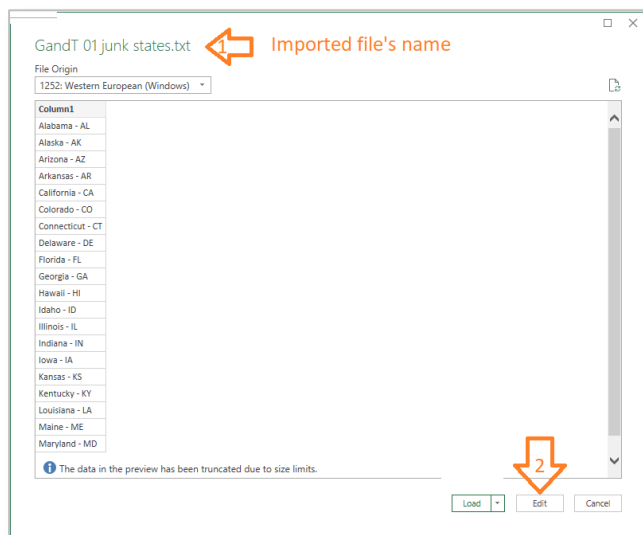 GandT 01 junk states.txt 1 Imported file's name
File Origin
1252: Western European (Windows)
Column1
Alabama - AL
Alaska - AK
Arizona - AZ
Arkansas - AR
California - CA
Colorado - CO
Connecticut - CT
Delaware - DE
Florida - FL
Georgia - GA
Hawaii - HI
Idaho - ID
Illinois - IL
Indiana - IN
Iowa - IA
Kansas - KS
Kentucky - KY
Louisiana - LA
Maine - ME
Maryland - MD
The data in the preview has been truncated due to size limits.
2
Load Edit Cancel